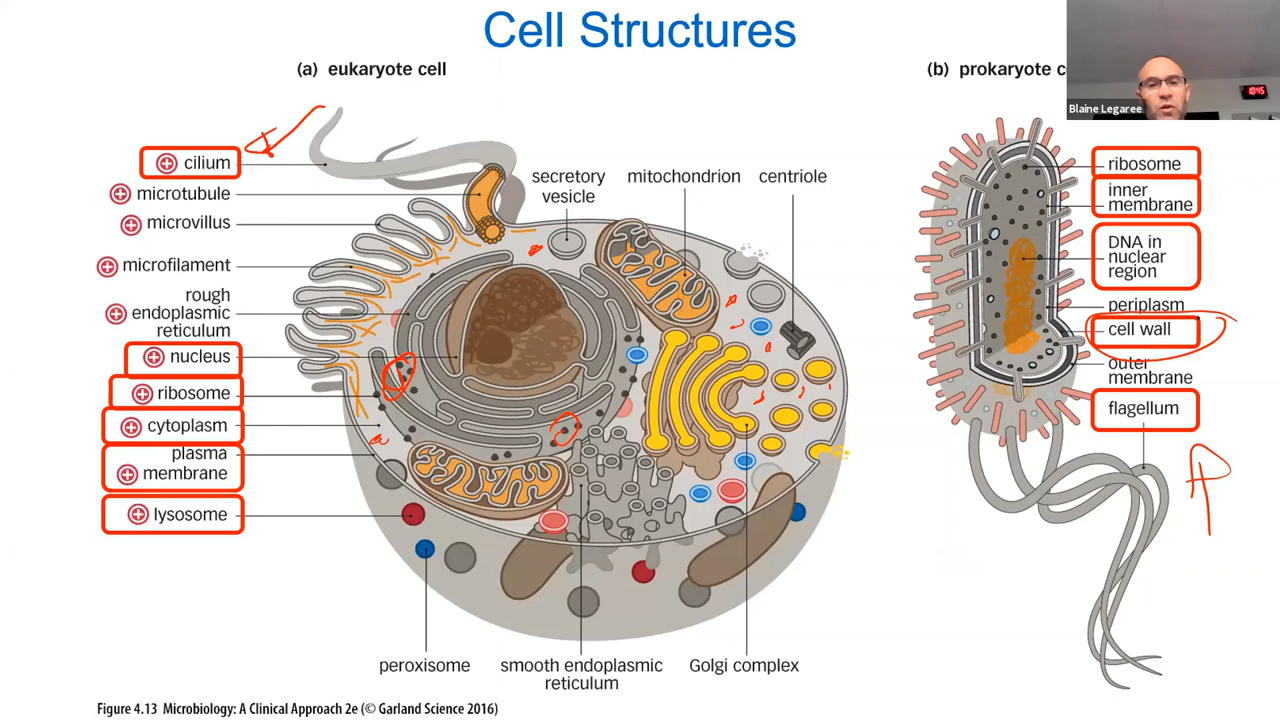 Cell Structures
(a) eukaryote cell
(b) prokaryote c
Blaine Legaree
10:45
cilium
microtubule
microvillus
microfilament
rough
endoplasmic
reticulum
nucleus
ribosome
cytoplasm
plasma
membrane
lysosome
secretory
vesicle
mitochondrion
centriole
peroxisome
smooth endoplasmic
reticulum
Golgi complex
ribosome
inner
membrane
DNA in
nuclear
region
periplasm
cell wall
outer
membrane
flagellum
Figure 4.13 Microbiology: A Clinical Approach 2e (© Garland Science 2016)